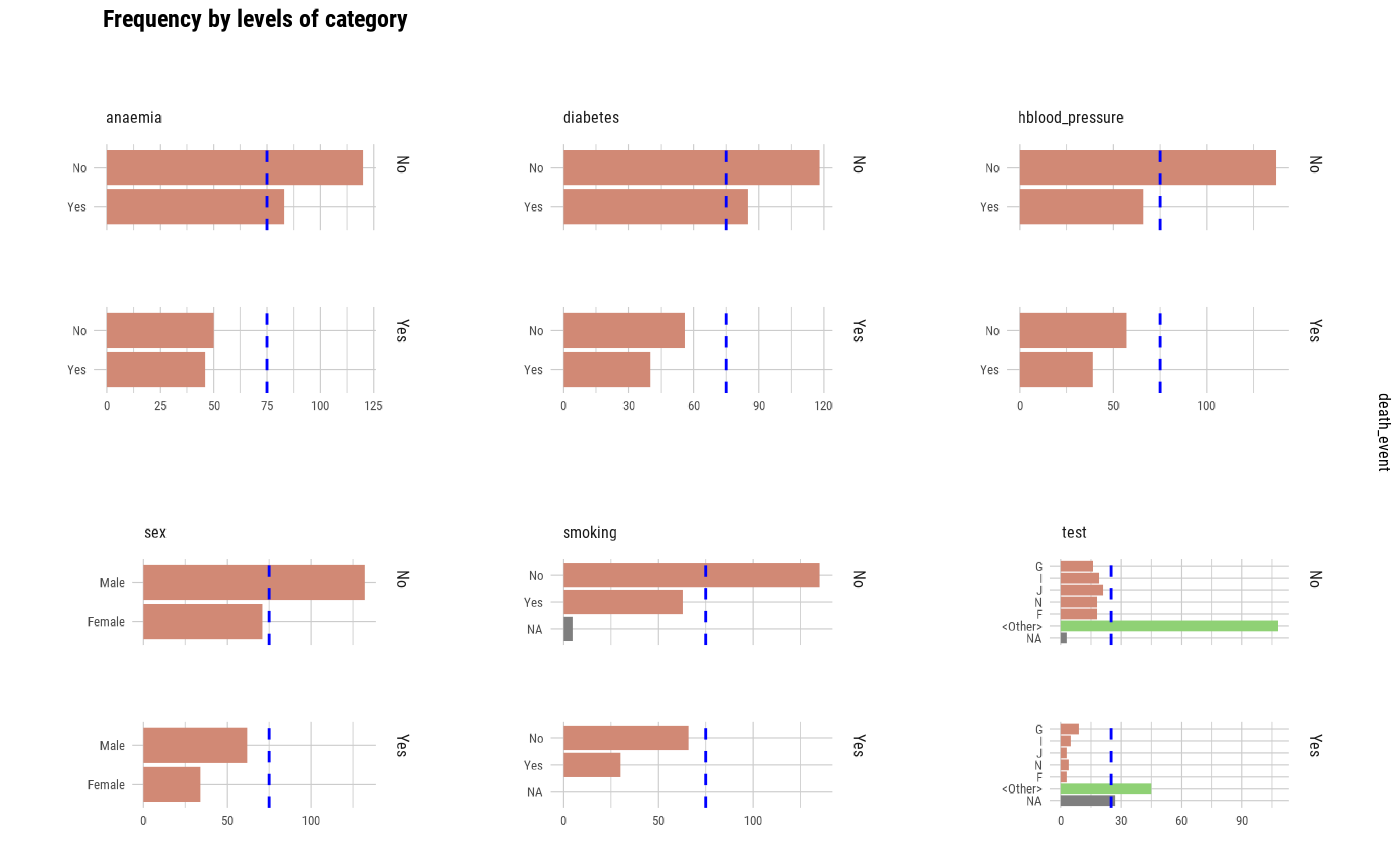 Frequency by levels of category
anaemia
No
Yes
No
No
Yes
Yes
0 25 50 75 100 125
diabetes
No
Yes
No
No
Yes
Yes
0 30 60 90 120
hblood_pressure
No
Yes
No
No
Yes
Yes
0 50 100
death_event
sex
Male
Female
No
Male
Female
Yes
0 50 100
smoking
No
Yes
NA
No
No
Yes
NA
Yes
0 50 100
test
G
I
J
N
F
<Other>
NA
No
G
I
J
N
F
<Other>
NA
Yes
0 30 60 90